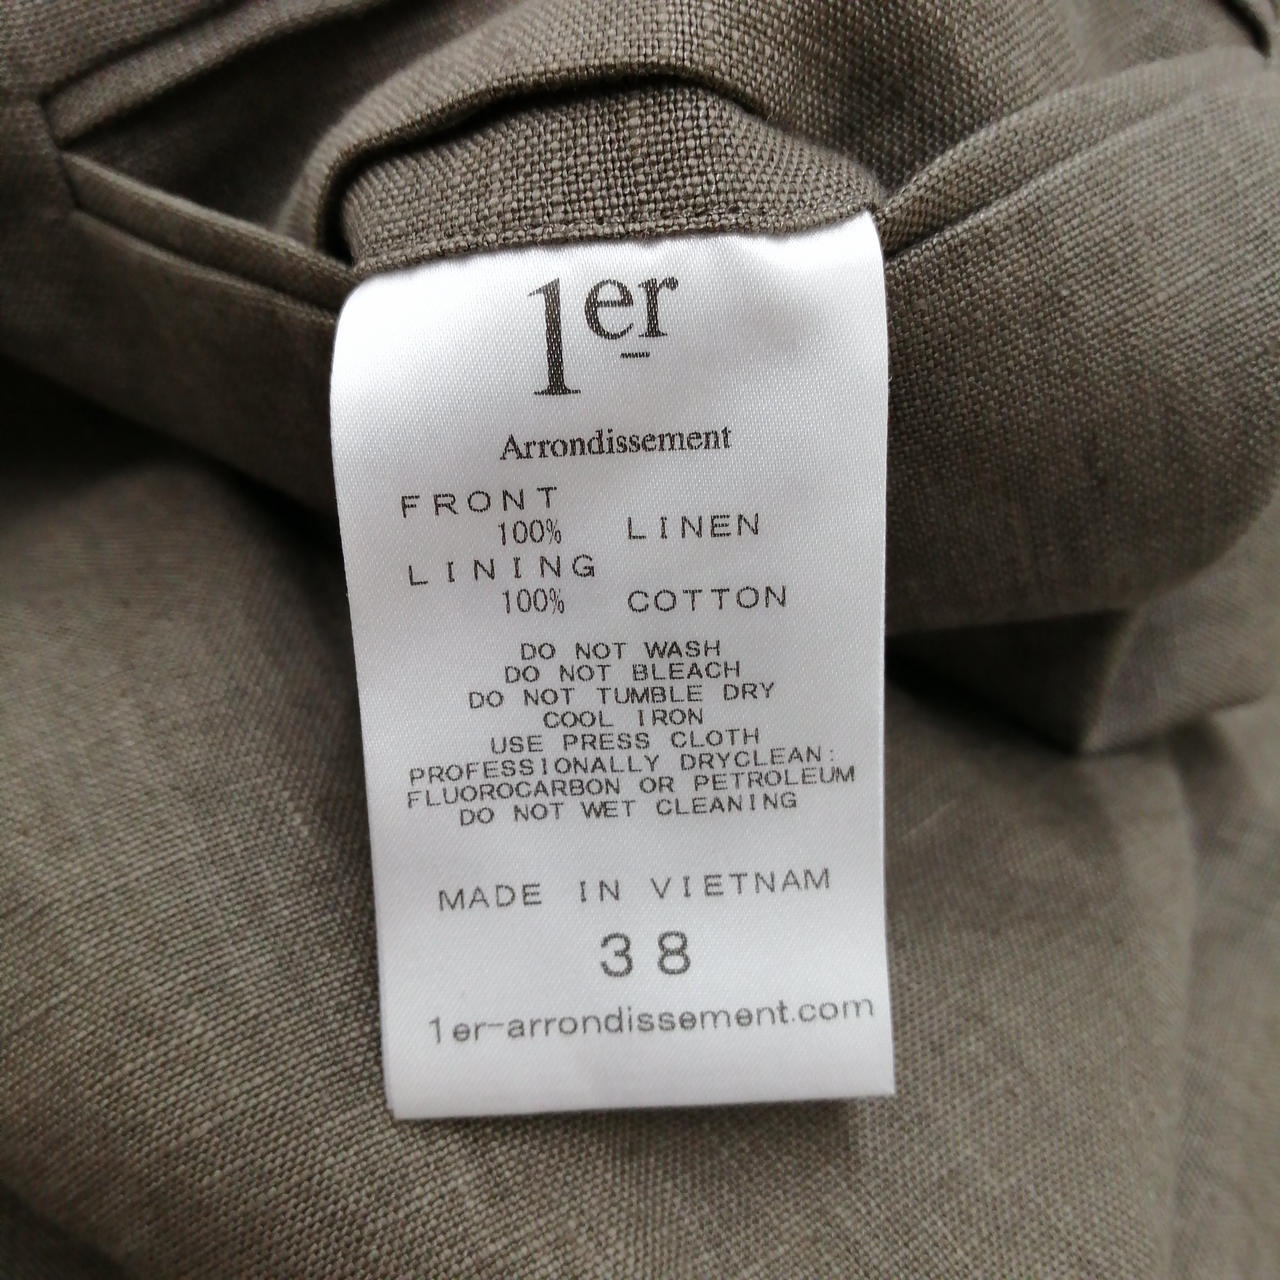 1er
Arrondissement
FRONT
100% LINEN
LINING
100% COTTON
DO NOT WASH
DO NOT BLEACH
DO NOT TUMBLE DRY
COOL IRON
USE PRESS CLOTH
PROFESSIONALLY DRYCLEAN:
FLUOROCARBON OR PETROLEUM
DO NOT WET CLEANING
MADE IN VIETNAM
38
1er-arrondissement.com